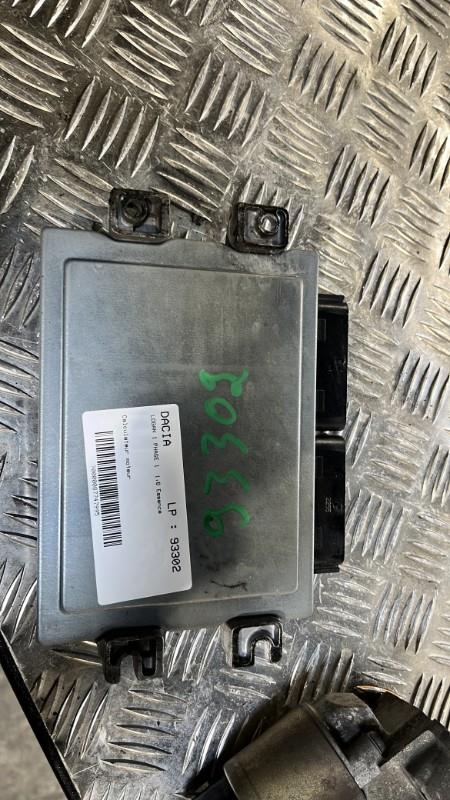 DACIA LP : 93302
LOGAN 1 PHASE 1 1.6 Essence
Calculateur moteur
93302